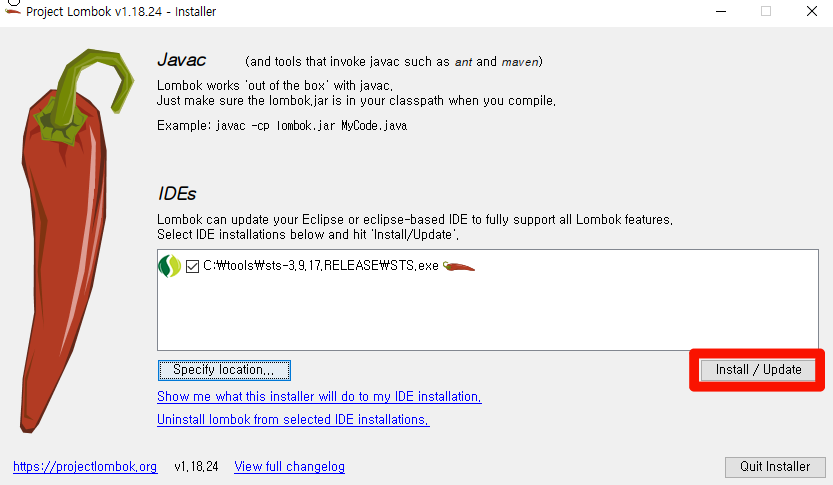 Project Lombok v1.18.24 - Installer
Javac (and tools that invoke javac such as ant and maven)
Lombok works 'out of the box' with javac.
Just make sure the lombok.jar is in your classpath when you compile.
Example: javac -cp lombok.jar MyCode.java
IDEs
Lombok can update your Eclipse or eclipse-based IDE to fully support all Lombok features.
Select IDE installations below and hit 'Install/Update'.
C:₩tools₩sts-3.9.17.RELEASE₩STS.exe
Specify location...
Install / Update
Show me what this installer will do to my IDE installation.
Uninstall lombok from selected IDE installations.
https://projectlombok.org v1.18.24 View full changelog
Quit Installer